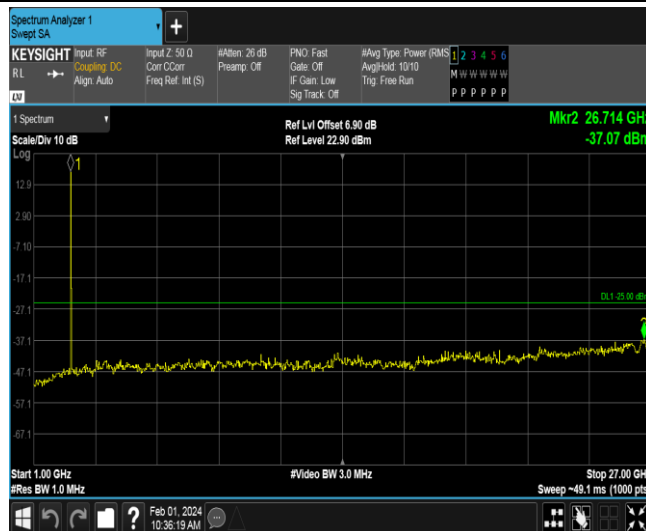 Spectrum Analyzer 1
Swept SA
KEYSIGHT
RL
Input: RF
Coupling: DC
Align: Auto
Input Z: 50 Ω
Corr CCorr
Freq Ref: Int (S)
#Atten: 26 dB
Preamp: Off
PNO: Fast
Gate: Off
IF Gain: Low
Sig Track: Off
#Avg Type: Power (RMS
Avg|Hold: 10/10
Trig: Free Run
1 2 3 4 5 6
M W W W W W
P P P P P P
1 Spectrum
Scale/Div 10 dB
Log
Ref Lvl Offset 6.90 dB
Ref Level 22.90 dBm
Mkr2 26.714 GH
-37.07 dBm
1
12.9
2.90
-7.10
-17.1
-27.1
-37.1
-47.1
-57.1
-67.1
DL1 -25.00 dBm
Start 1.00 GHz
#Res BW 1.0 MHz
#Video BW 3.0 MHz
Stop 27.00 GHz
Sweep ~49.1 ms (1000 pts
?
Feb 01, 2024
10:36:19 AM